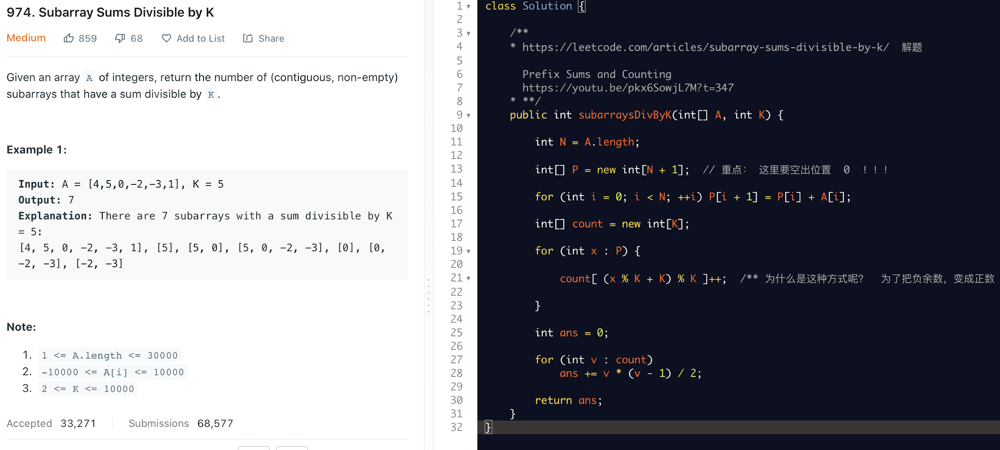 974. Subarray Sums Divisible by K
Medium 859 68 Add to List Share
Given an array A of integers, return the number of (contiguous, non-empty)
subarrays that have a sum divisible by K .
Example 1:
Input: A = [4,5,0,-2,-3,1], K = 5
Output: 7
Explanation: There are 7 subarrays with a sum divisible by K
= 5:
[4, 5, 0, -2, -3, 1], [5], [5, 0], [5, 0, -2, -3], [0], [0,
-2, -3], [-2, -3]
Note:
1. 1 <= A.length <= 30000
2. -10000 <= A[i] <= 10000
3. 2 <= K <= 10000
Accepted 33,271 Submissions 68,577
1 class Solution {
2
3 /**
4 * https://leetcode.com/articles/subarray-sums-divisible-by-k/ 解题
5
6 Prefix Sums and Counting
7 https://youtu.be/pkx6SowjL7M?t=347
8 * **/
9 public int subarraysDivByK(int[] A, int K) {
10
11 int N = A.length;
12
13 int[] P = new int[N + 1]; // 重点： 这里要空出位置 0 ！！！
14
15 for (int i = 0; i < N; ++i) P[i + 1] = P[i] + A[i];
16
17 int[] count = new int[K];
18
19 for (int x : P) {
20
21 count[ (x % K + K) % K ]++; /** 为什么是这种方式呢？ 为了把负余数，变成正数
22
23 }
24
25 int ans = 0;
26
27 for (int v : count)
28 ans += v * (v - 1) / 2;
29
30 return ans;
31 }
32 }